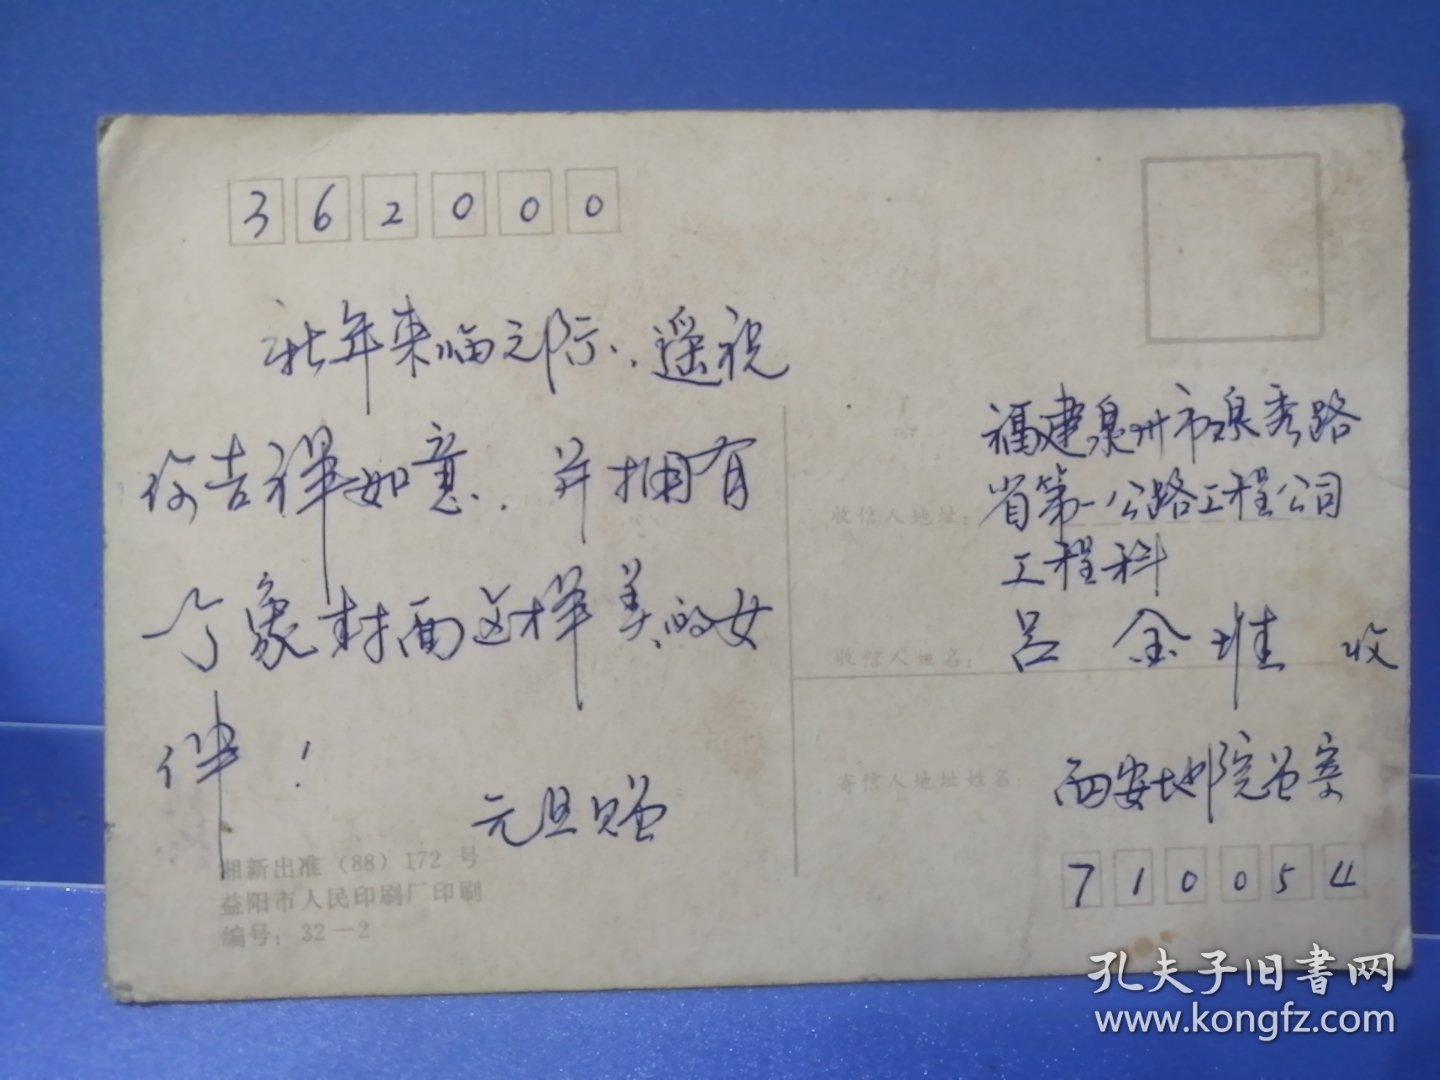 362000
新年来临之际，遥祝
你吉祥如意，并拥有
个象封面这样美的女
伴！
元旦
湘新出准（88）172 号
益阳市人民印刷厂印刷
编号：32—2
收信人地址：
福建泉州市泉秀路
省第一公路工程公司
工程科
收信人姓名：
吕 金 堆 收
寄信人地址姓名：
西安地院 寄
710054
孔夫子旧书网
www.kongfz.com